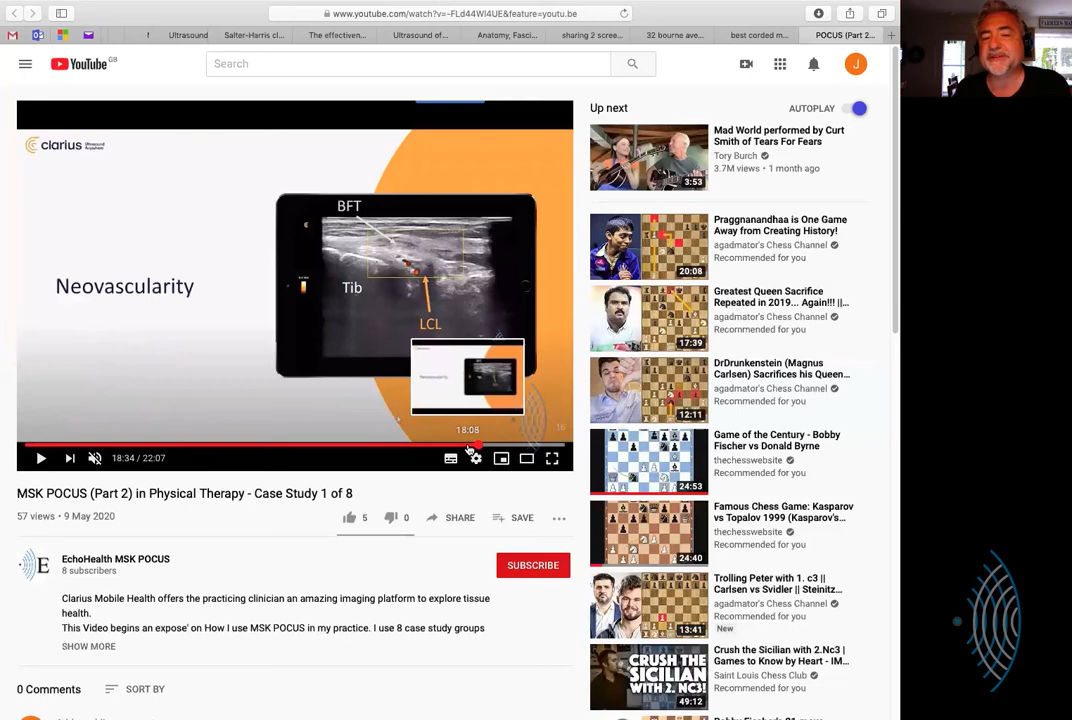 www.youtube.com/watch?v=-FLd44WI4UE&feature=youtu.be
Ultrasound
Salter-Harris cl...
The effectiven...
Ultrasound of...
Anatomy, Fasci...
sharing 2 scree...
32 bourne ave...
best corded m...
POCUS (Part 2...
YouTube GB
Search
J
clarius Ultrasound Anywhere
Neovascularity
BFT
Tib
LCL
Neovascularity
18:08
16
18:34 / 22:07
MSK POCUS (Part 2) in Physical Therapy - Case Study 1 of 8
57 views • 9 May 2020
5
0
SHARE
SAVE
E
EchoHealth MSK POCUS
8 subscribers
SUBSCRIBE
Clarius Mobile Health offers the practicing clinician an amazing imaging platform to explore tissue
health.
This Video begins an expose' on How I use MSK POCUS in my practice. I use 8 case study groups
SHOW MORE
0 Comments
SORT BY
Up next
AUTOPLAY
Mad World performed by Curt
Smith of Tears For Fears
Tory Burch
3.7M views • 1 month ago
3:53
Praggnanandhaa is One Game
Away from Creating History!
agadmator's Chess Channel
Recommended for you
20:08
Greatest Queen Sacrifice
Repeated in 2019... Again!!! ||...
agadmator's Chess Channel
Recommended for you
17:39
DrDrunkenstein (Magnus
Carlsen) Sacrifices his Queen...
agadmator's Chess Channel
Recommended for you
12:11
Game of the Century - Bobby
Fischer vs Donald Byrne
thechesswebsite
Recommended for you
24:53
Famous Chess Game: Kasparov
vs Topalov 1999 (Kasparov's...
thechesswebsite
Recommended for you
24:40
Trolling Peter with 1. c3 ||
Carlsen vs Svidler || Steinitz...
agadmator's Chess Channel
Recommended for you
New
13:41
Crush the Sicilian with 2.Nc3 |
Games to Know by Heart - IM...
Saint Louis Chess Club
Recommended for you
CRUSH THE
SICILIAN
WITH 2. NC3!
49:12